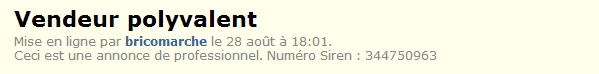 Vendeur polyvalent
Mise en ligne par bricomarche le 28 août à 18:01.
Ceci est une annonce de professionnel. Numéro Siren : 344750963